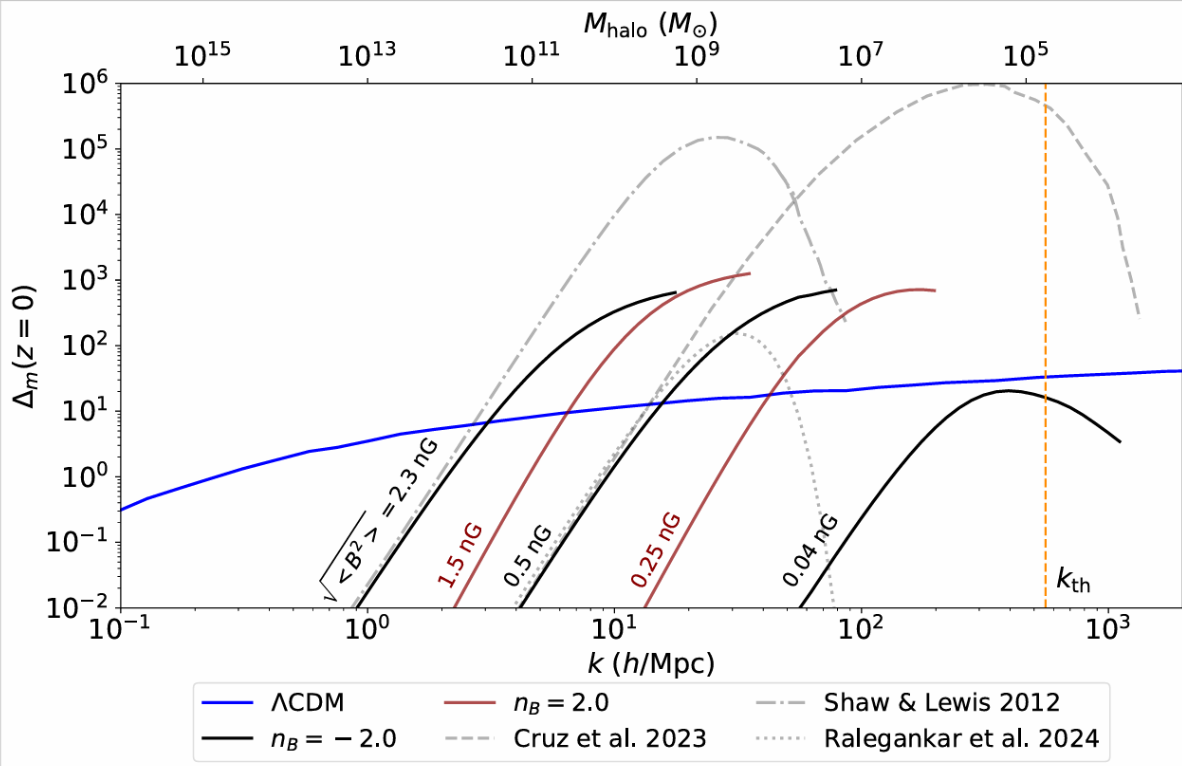 M_halo (M_⊙)
10^15 10^13 10^11 10^9 10^7 10^5
10^6
10^5
10^4
10^3
10^2
10^1
10^0
10^−1
10^−2
Δ_m(z = 0)
√<B²> = 2.3 nG
1.5 nG
0.5 nG
0.25 nG
0.04 nG
k_th
10^−1 10^0 10^1 10^2 10^3
k (h/Mpc)
ΛCDM n_B = 2.0 Shaw & Lewis 2012
n_B = − 2.0 Cruz et al. 2023 Ralegankar et al. 2024